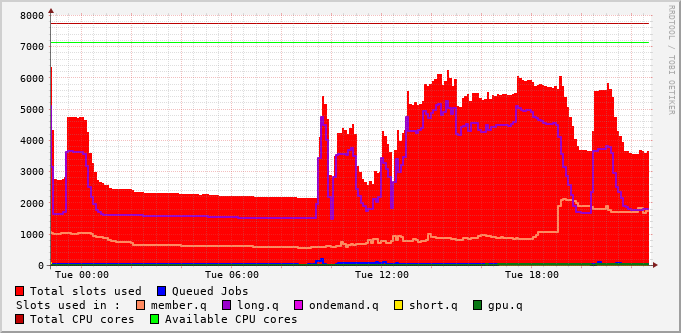 8000
7000
6000
5000
4000
3000
2000
1000
0
Tue 00:00 Tue 06:00 Tue 12:00 Tue 18:00
RRDTOOL / TOBI OETIKER
Total slots used Queued Jobs
Slots used in : member.q long.q ondemand.q short.q gpu.q
Total CPU cores Available CPU cores